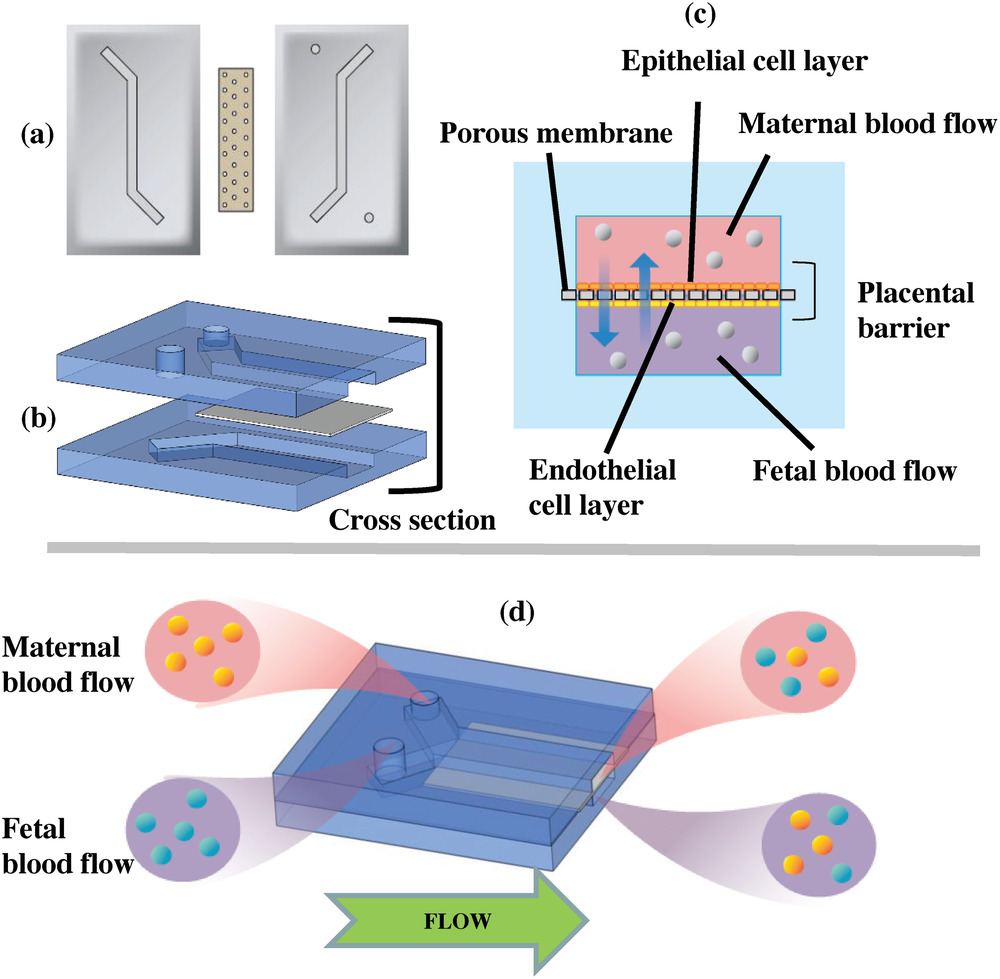 (a)
(b)
Cross section
(c)
Epithelial cell layer
Porous membrane
Maternal blood flow
Placental
barrier
Endothelial
cell layer
Fetal blood flow
(d)
Maternal
blood flow
Fetal
blood flow
FLOW